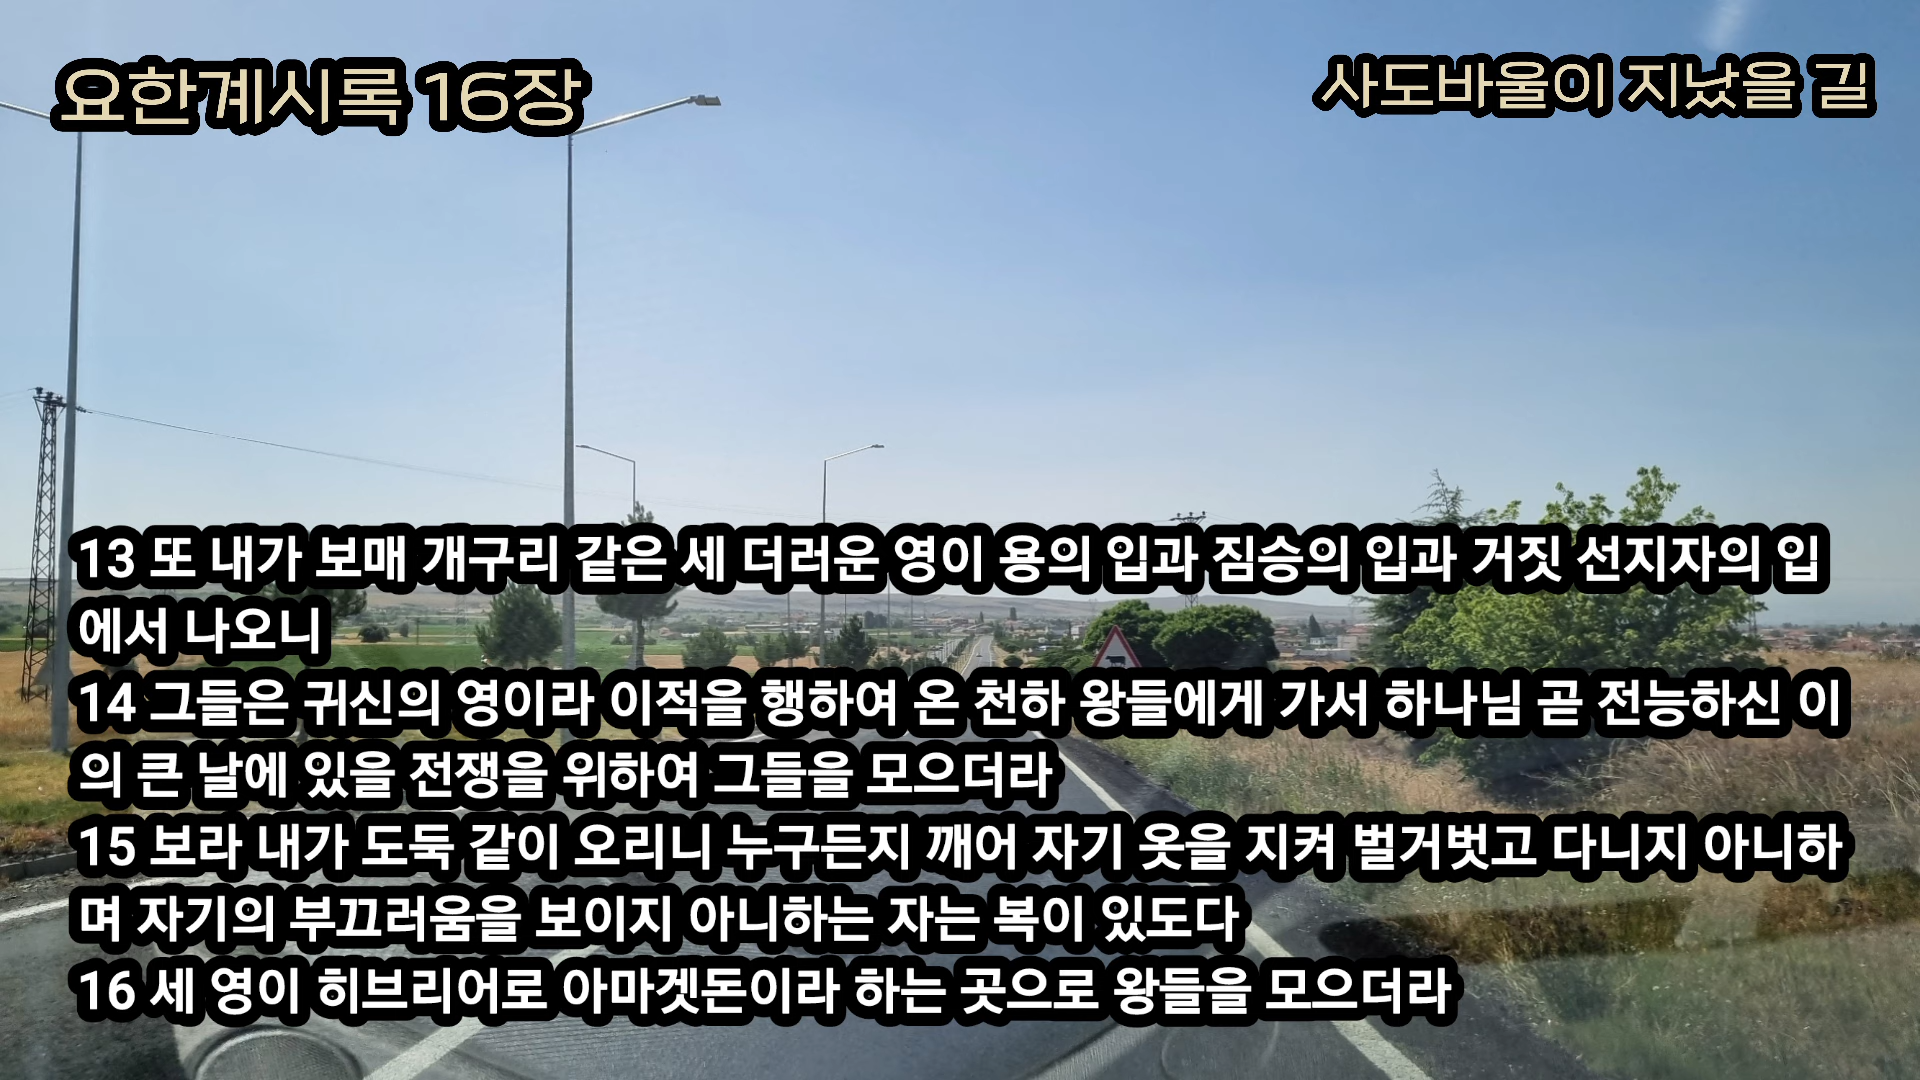 요한계시록 16장
사도바울이 지났을 길
13 또 내가 보매 개구리 같은 세 더러운 영이 용의 입과 짐승의 입과 거짓 선지자의 입
에서 나오니
14 그들은 귀신의 영이라 이적을 행하여 온 천하 왕들에게 가서 하나님 곧 전능하신 이
의 큰 날에 있을 전쟁을 위하여 그들을 모으더라
15 보라 내가 도둑 같이 오리니 누구든지 깨어 자기 옷을 지켜 벌거벗고 다니지 아니하
며 자기의 부끄러움을 보이지 아니하는 자는 복이 있도다
16 세 영이 히브리어로 아마겟돈이라 하는 곳으로 왕들을 모으더라